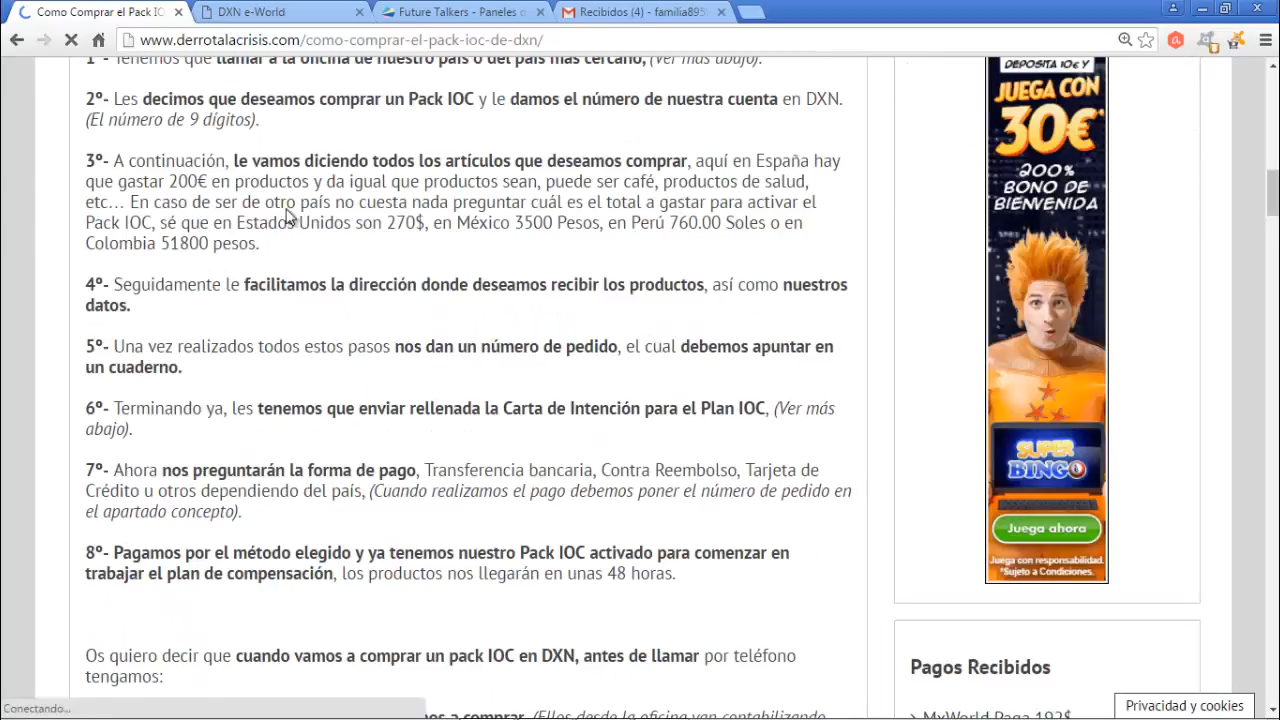 Como Comprar el Pack IO
DXN e-World
Future Talkers - Paneles o
Recibidos (4) - familia895
www.derrotalacrisis.com/como-comprar-el-pack-ioc-de-dxn/
1º- Tenemos que llamar a la oficina de nuestro país o del país más cercano, (Ver más abajo).
2º- Les decimos que deseamos comprar un Pack IOC y le damos el número de nuestra cuenta en DXN.
(El número de 9 dígitos).
3º- A continuación, le vamos diciendo todos los artículos que deseamos comprar, aquí en España hay
que gastar 200€ en productos y da igual que productos sean, puede ser café, productos de salud,
etc... En caso de ser de otro país no cuesta nada preguntar cuál es el total a gastar para activar el
Pack IOC, sé que en Estados Unidos son 270$, en México 3500 Pesos, en Perú 760.00 Soles o en
Colombia 51800 pesos.
4º- Seguidamente le facilitamos la dirección donde deseamos recibir los productos, así como nuestros
datos.
5º- Una vez realizados todos estos pasos nos dan un número de pedido, el cual debemos apuntar en
un cuaderno.
6º- Terminando ya, les tenemos que enviar rellenada la Carta de Intención para el Plan IOC, (Ver más
abajo).
7º- Ahora nos preguntarán la forma de pago, Transferencia bancaria, Contra Reembolso, Tarjeta de
Crédito u otros dependiendo del país, (Cuando realizamos el pago debemos poner el número de pedido en
el apartado concepto).
8º- Pagamos por el método elegido y ya tenemos nuestro Pack IOC activado para comenzar en
trabajar el plan de compensación, los productos nos llegarán en unas 48 horas.
Os quiero decir que cuando vamos a comprar un pack IOC en DXN, antes de llamar por teléfono
tengamos:
a comprar, (Ellos desde la oficina van contabilizando
Conectando...
DEPOSITA 10€ Y
JUEGA CON
30€
200%
BONO DE
BIENVENIDA
SUPER
BINGO
Juega ahora
Juega con responsabilidad.
*Sujeto a Condiciones.
Pagos Recibidos
> MxWorld Paga 192$
Privacidad y cookies